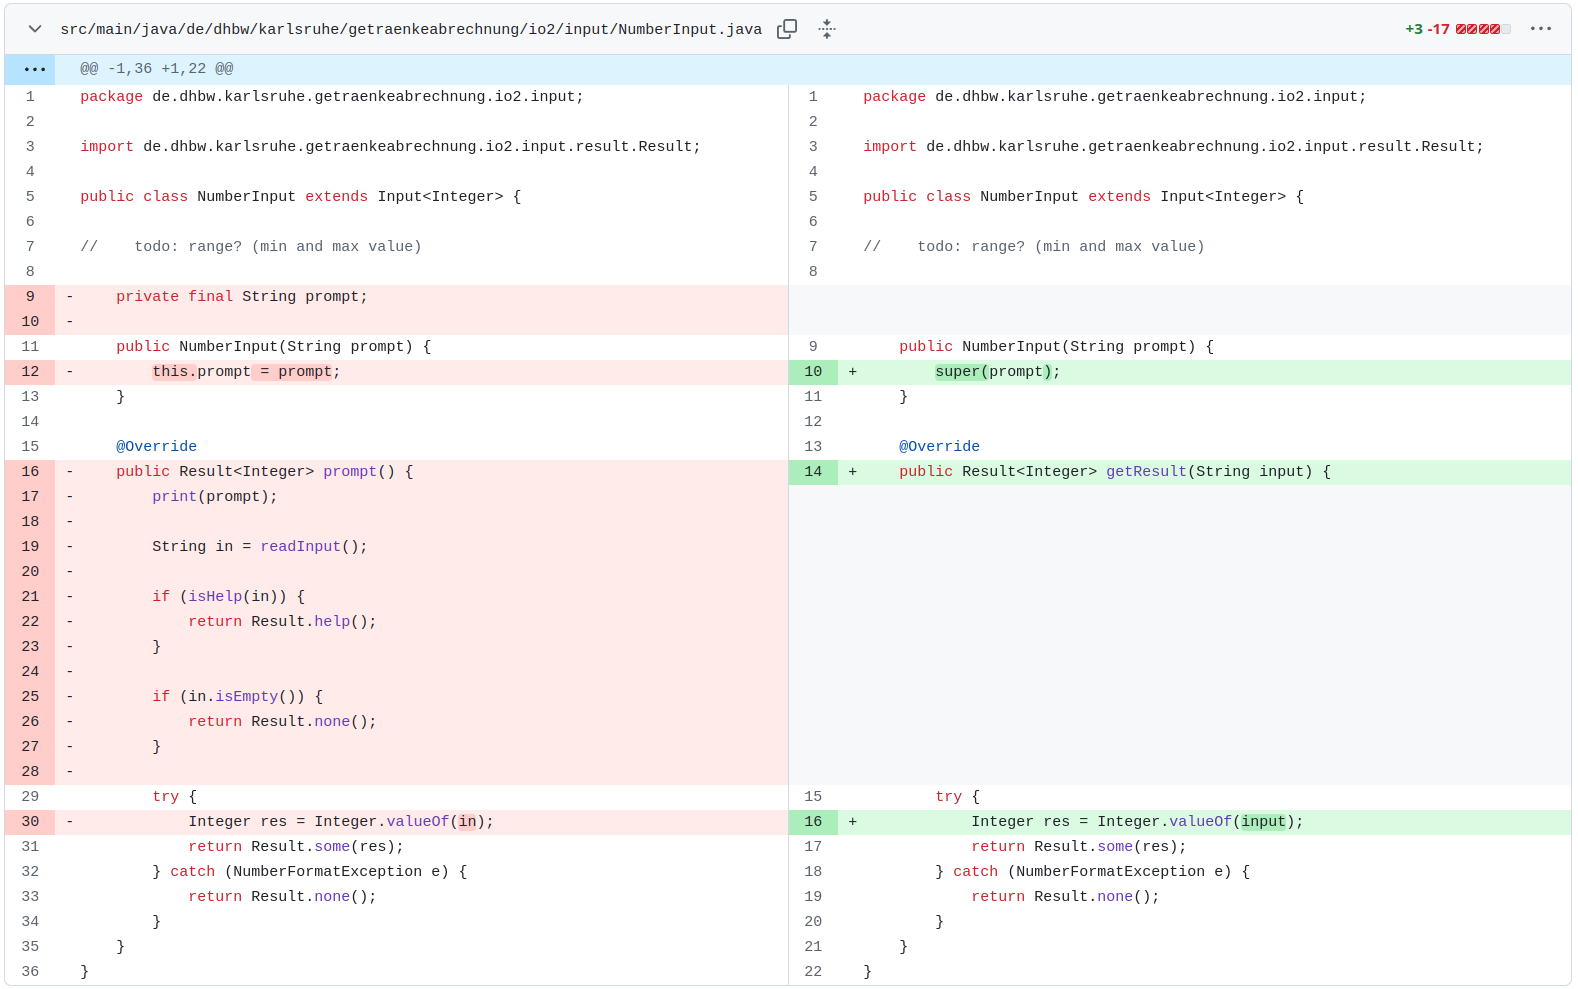 src/main/java/de/dhbw/karlsruhe/getraenkeabrechnung/io2/input/NumberInput.java +3 -17
@@ -1,36 +1,22 @@
1 package de.dhbw.karlsruhe.getraenkeabrechnung.io2.input;
2
3 import de.dhbw.karlsruhe.getraenkeabrechnung.io2.input.result.Result;
4
5 public class NumberInput extends Input<Integer> {
6
7 //    todo: range? (min and max value)
8
9 -     private final String prompt;
10 -
11     public NumberInput(String prompt) {
12 -         this.prompt = prompt;
13     }
14
15     @Override
16 -     public Result<Integer> prompt() {
17 -         print(prompt);
18 -
19 -         String in = readInput();
20 -
21 -         if (isHelp(in)) {
22 -             return Result.help();
23 -         }
24 -
25 -         if (in.isEmpty()) {
26 -             return Result.none();
27 -         }
28 -
29         try {
30 -             Integer res = Integer.valueOf(in);
31             return Result.some(res);
32         } catch (NumberFormatException e) {
33             return Result.none();
34         }
35     }
36 }
1 package de.dhbw.karlsruhe.getraenkeabrechnung.io2.input;
2
3 import de.dhbw.karlsruhe.getraenkeabrechnung.io2.input.result.Result;
4
5 public class NumberInput extends Input<Integer> {
6
7 //    todo: range? (min and max value)
8
9     public NumberInput(String prompt) {
10 +         super(prompt);
11     }
12
13     @Override
14 +     public Result<Integer> getResult(String input) {
15         try {
16 +             Integer res = Integer.valueOf(input);
17             return Result.some(res);
18         } catch (NumberFormatException e) {
19             return Result.none();
20         }
21     }
22 }